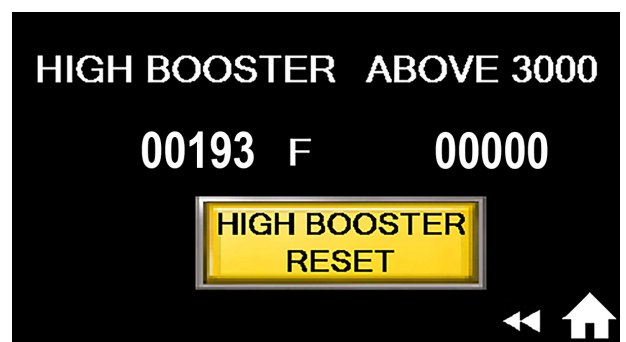 HIGH BOOSTER ABOVE 3000
00193 F 00000
HIGH BOOSTER
RESET